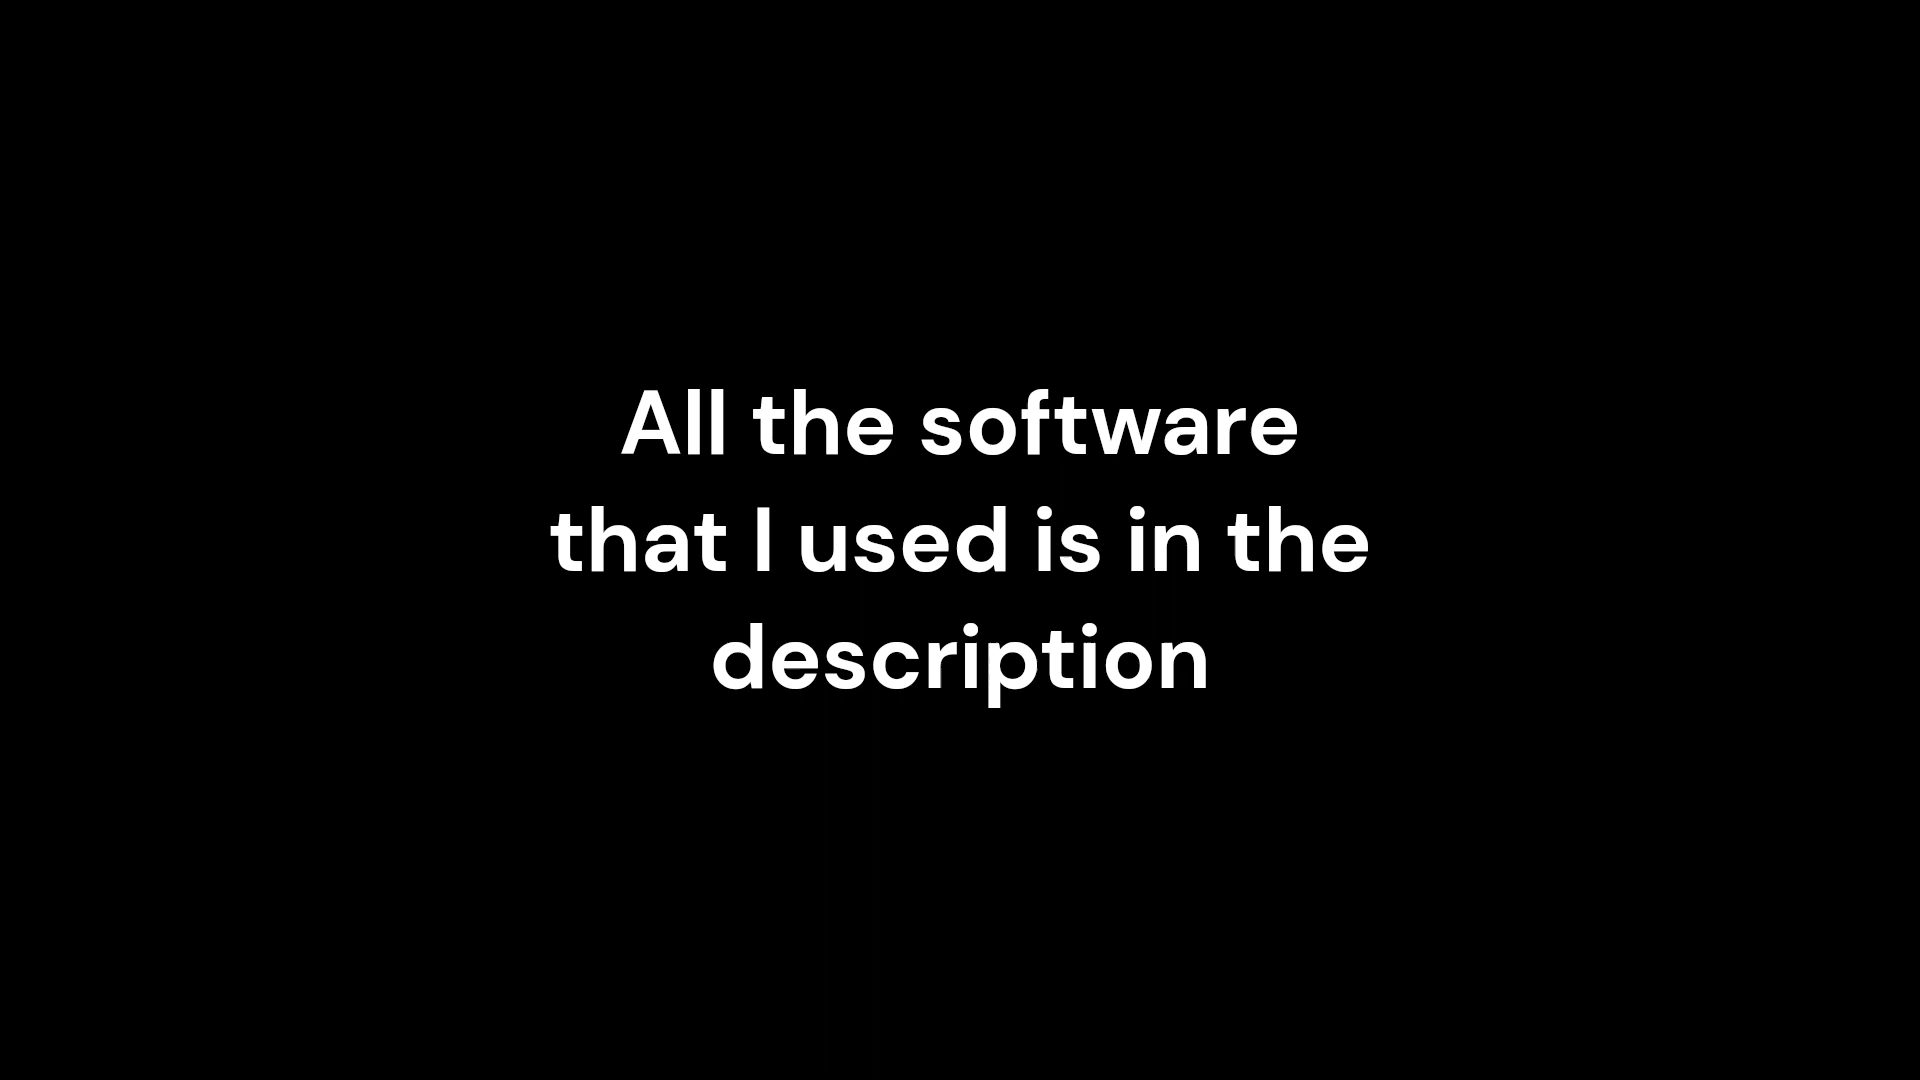 All the software
that I used is in the
description